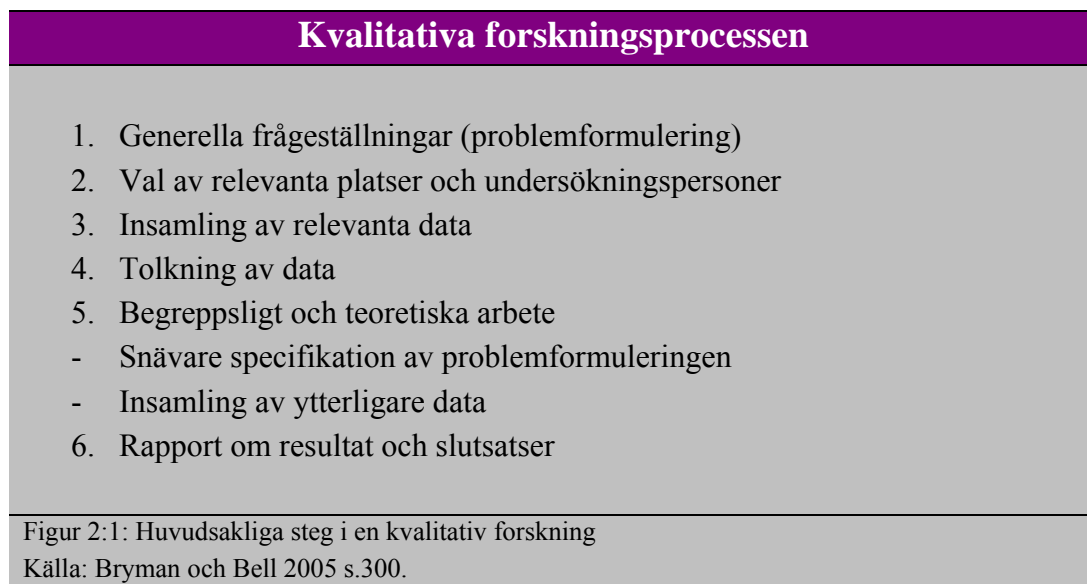 Kvalitativa forskningsprocessen
1. Generella frågeställningar (problemformulering)
2. Val av relevanta platser och undersökningspersoner
3. Insamling av relevanta data
4. Tolkning av data
5. Begreppsligt och teoretiska arbete
- Snävare specifikation av problemformuleringen
- Insamling av ytterligare data
6. Rapport om resultat och slutsatser
Figur 2:1: Huvudsakliga steg i en kvalitativ forskning
Källa: Bryman och Bell 2005 s.300.